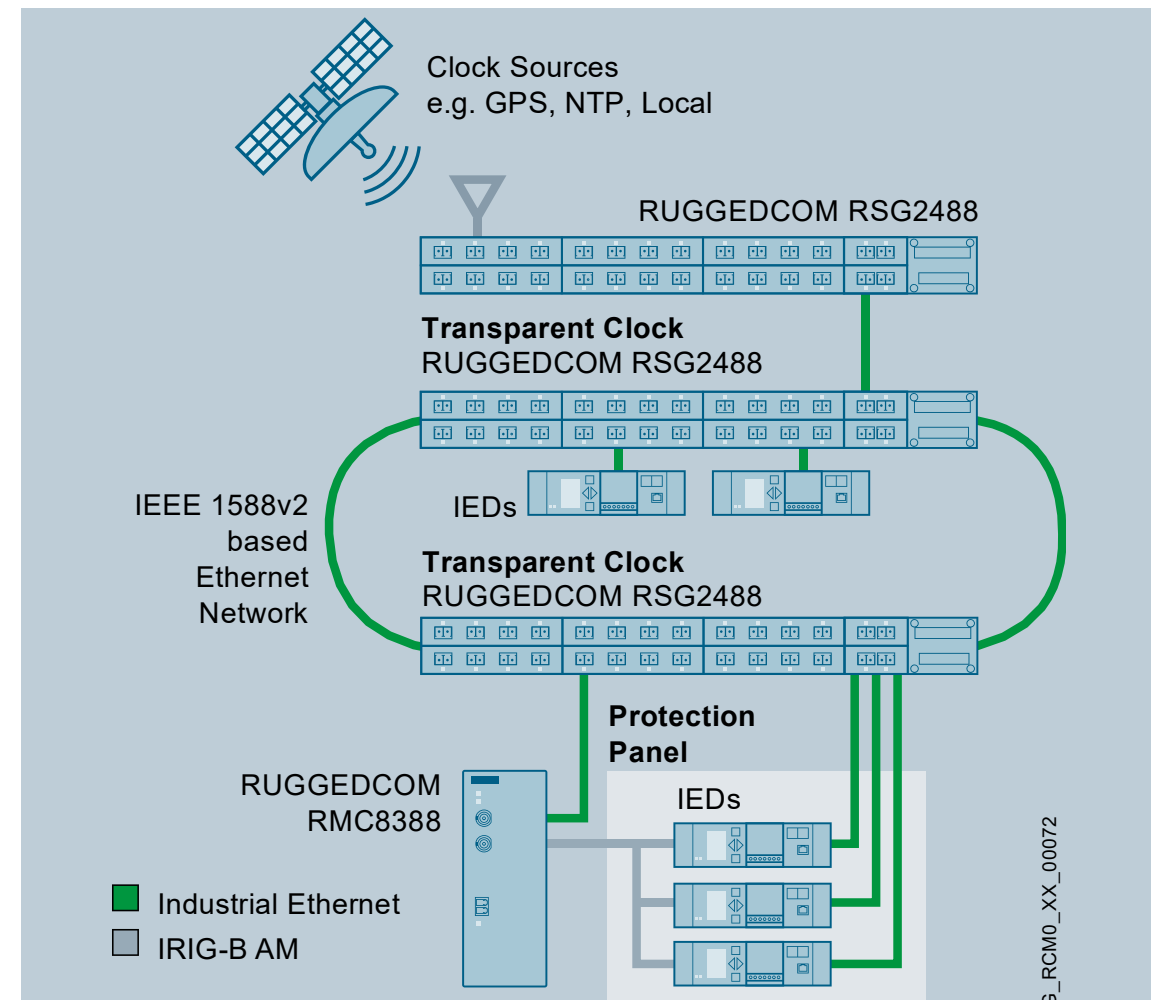 Clock Sources
e.g. GPS, NTP, Local
RUGGEDCOM RSG2488
Transparent Clock
RUGGEDCOM RSG2488
IEEE 1588v2
based
Ethernet
Network
IEDs
Transparent Clock
RUGGEDCOM RSG2488
Protection
Panel
RUGGEDCOM
RMC8388
IEDs
Industrial Ethernet
IRIG-B AM
_RCM0_XX_00072